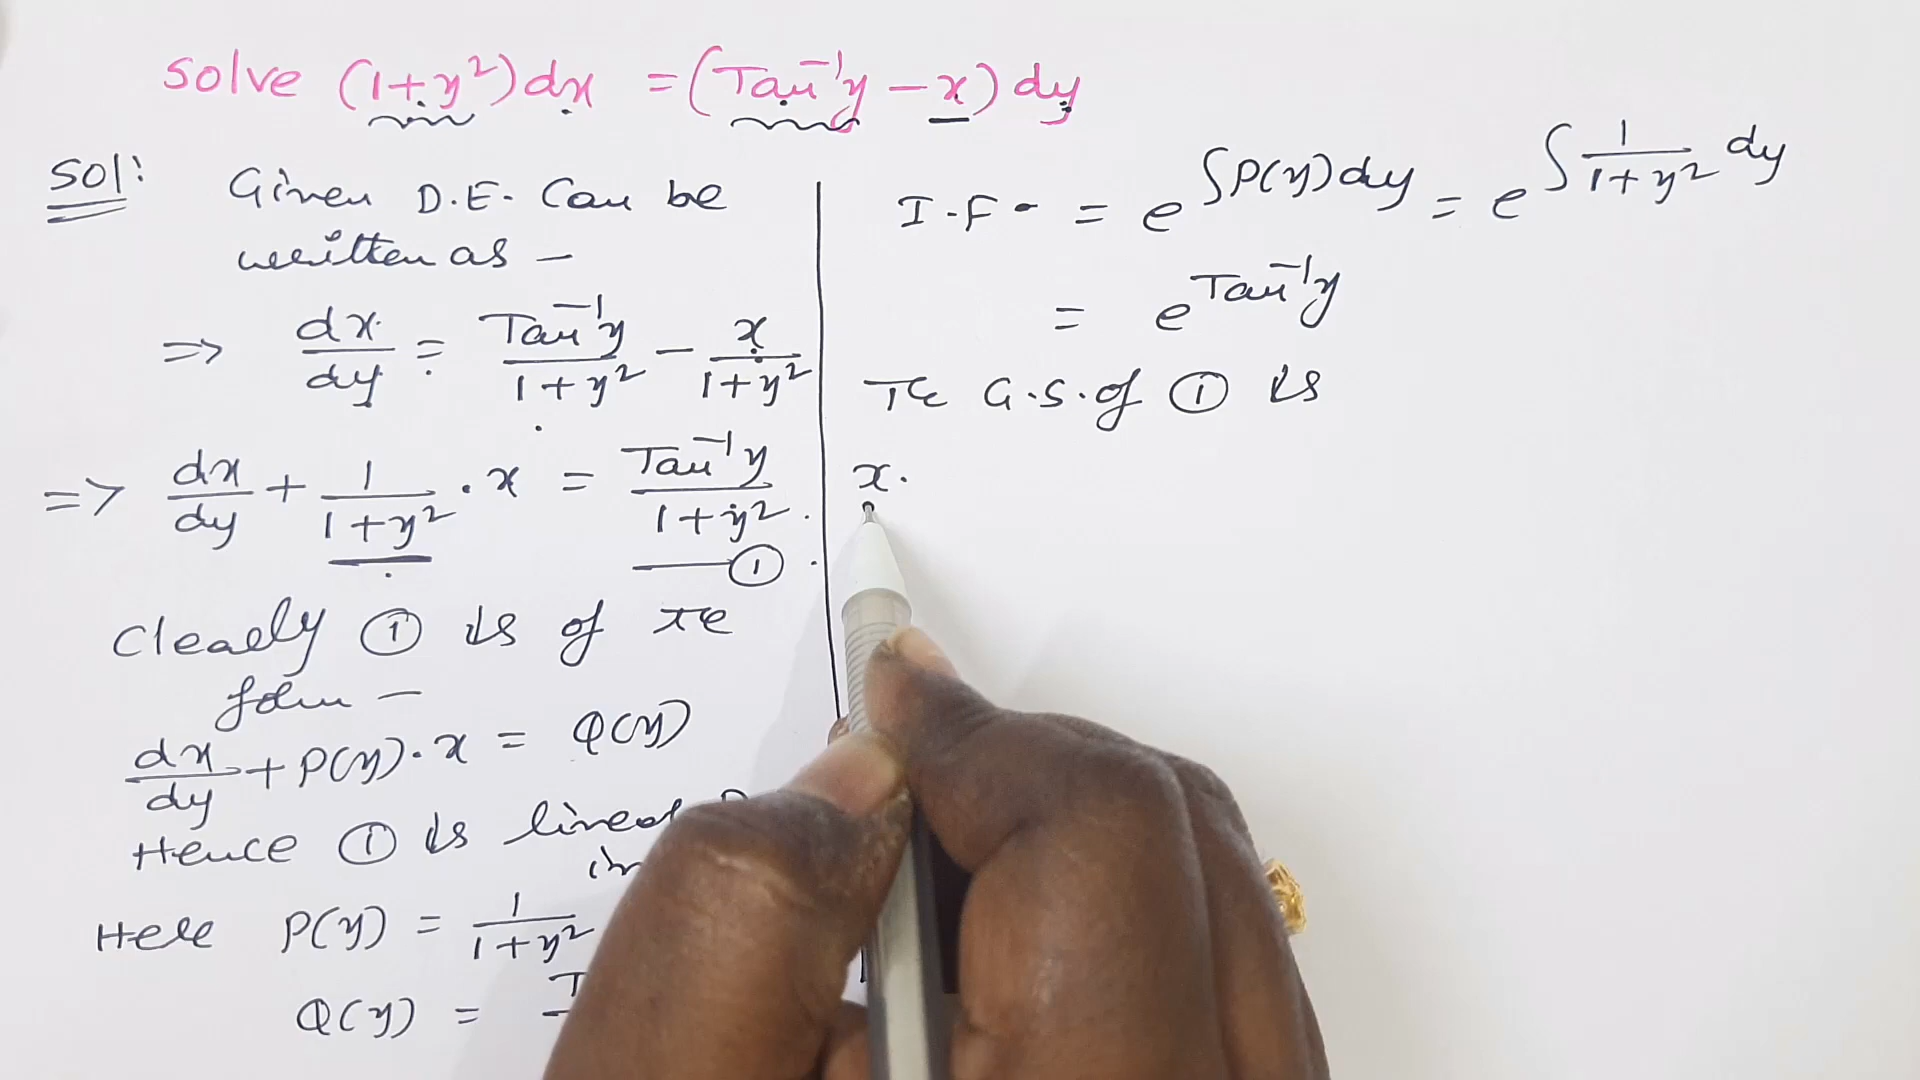 solve (1+y²)dx = (Tan⁻¹y − x) dy
Sol:
Given D.E. Can be
written as −
=> dx/dy = Tan⁻¹y/1+y² − x/1+y²
=> dx/dy + 1/1+y² · x = Tan⁻¹y/1+y²
①
Clearly ① is of the
form −
dx/dy + P(y)·x = Q(y)
Hence ① is linear
in
Here P(y) = 1/1+y²
Q(y) =
I.F. = e^∫P(y)dy = e^∫1/1+y² dy
= e^Tan⁻¹y
The G.S. of ① is
x.